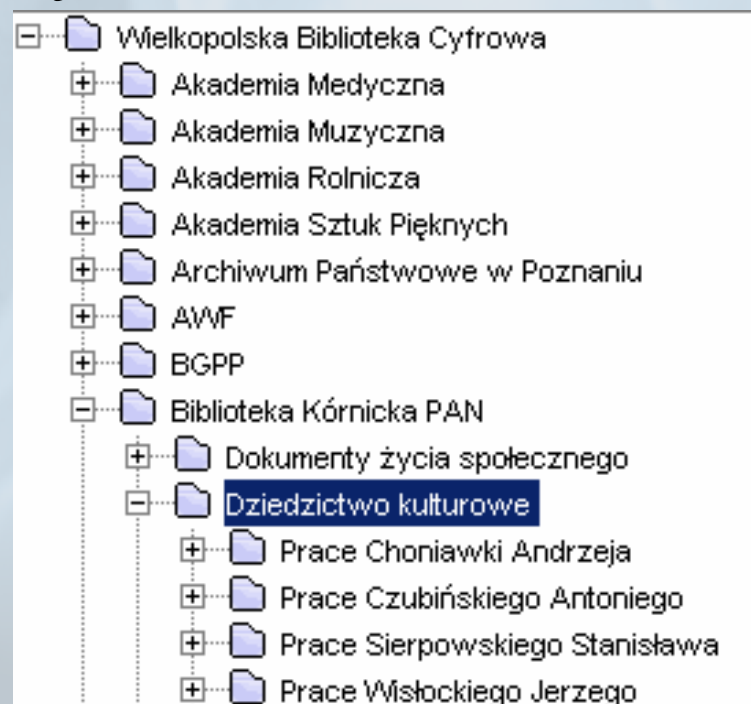 Wielkopolska Biblioteka Cyfrowa
Akademia Medyczna
Akademia Muzyczna
Akademia Rolnicza
Akademia Sztuk Pięknych
Archiwum Państwowe w Poznaniu
AWF
BGPP
Biblioteka Kórnicka PAN
Dokumenty życia społecznego
Dziedzictwo kulturowe
Prace Choniawki Andrzeja
Prace Czubińskiego Antoniego
Prace Sierpowskiego Stanisława
Prace Wisłockiego Jerzego